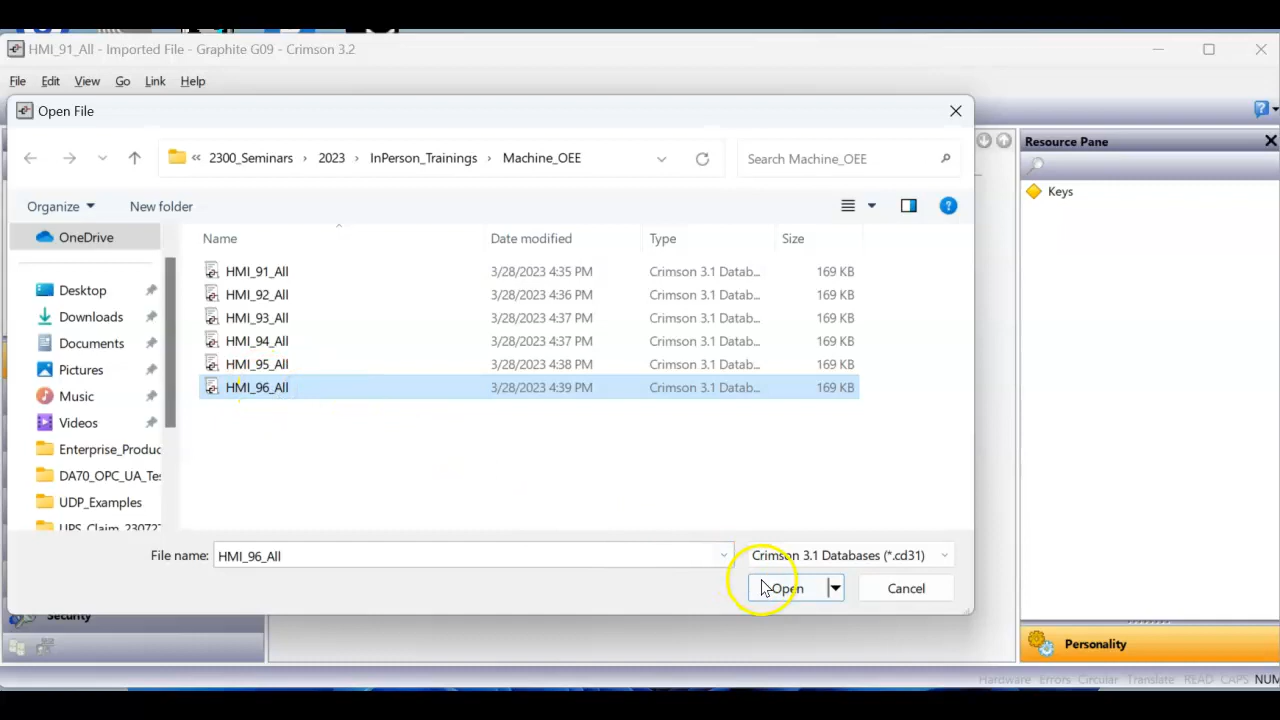 HMI_91_All - Imported File - Graphite G09 - Crimson 3.2
File Edit View Go Link Help
Open File
« 2300_Seminars > 2023 > InPerson_Trainings > Machine_OEE
Search Machine_OEE
Resource Pane
Keys
Organize
New folder
Name Date modified Type Size
HMI_91_All 3/28/2023 4:35 PM Crimson 3.1 Datab... 169 KB
HMI_92_All 3/28/2023 4:36 PM Crimson 3.1 Datab... 169 KB
HMI_93_All 3/28/2023 4:37 PM Crimson 3.1 Datab... 169 KB
HMI_94_All 3/28/2023 4:37 PM Crimson 3.1 Datab... 169 KB
HMI_95_All 3/28/2023 4:38 PM Crimson 3.1 Datab... 169 KB
HMI_96_All 3/28/2023 4:39 PM Crimson 3.1 Datab... 169 KB
OneDrive
Desktop
Downloads
Documents
Pictures
Music
Videos
Enterprise_Produc
DA70_OPC_UA_Te
UDP_Examples
UPS_Claim_230727
File name: HMI_96_All
Crimson 3.1 Databases (*.cd31)
Open
Cancel
Security
Personality
Hardware Errors Circular Translate READ CAPS NUM